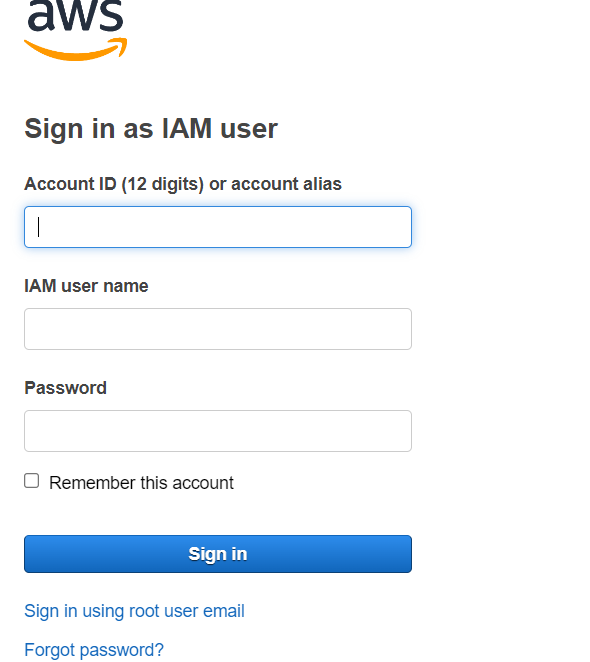 aws
Sign in as IAM user
Account ID (12 digits) or account alias
IAM user name
Password
Remember this account
Sign in
Sign in using root user email
Forgot password?